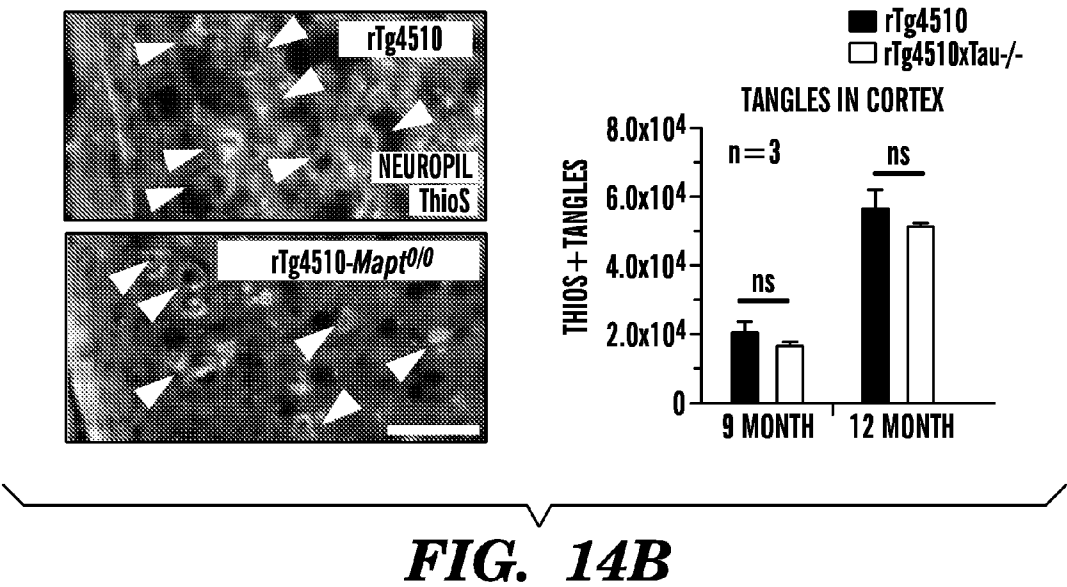 rTg4510
NEUROPIL
ThioS
rTg4510-Mapt0/0
rTg4510
rTg4510xTau-/-
TANGLES IN CORTEX
THIOS+TANGLES
8.0x104
6.0x104
4.0x104
2.0x104
0
n=3
ns
ns
9 MONTH
12 MONTH
FIG. 14B